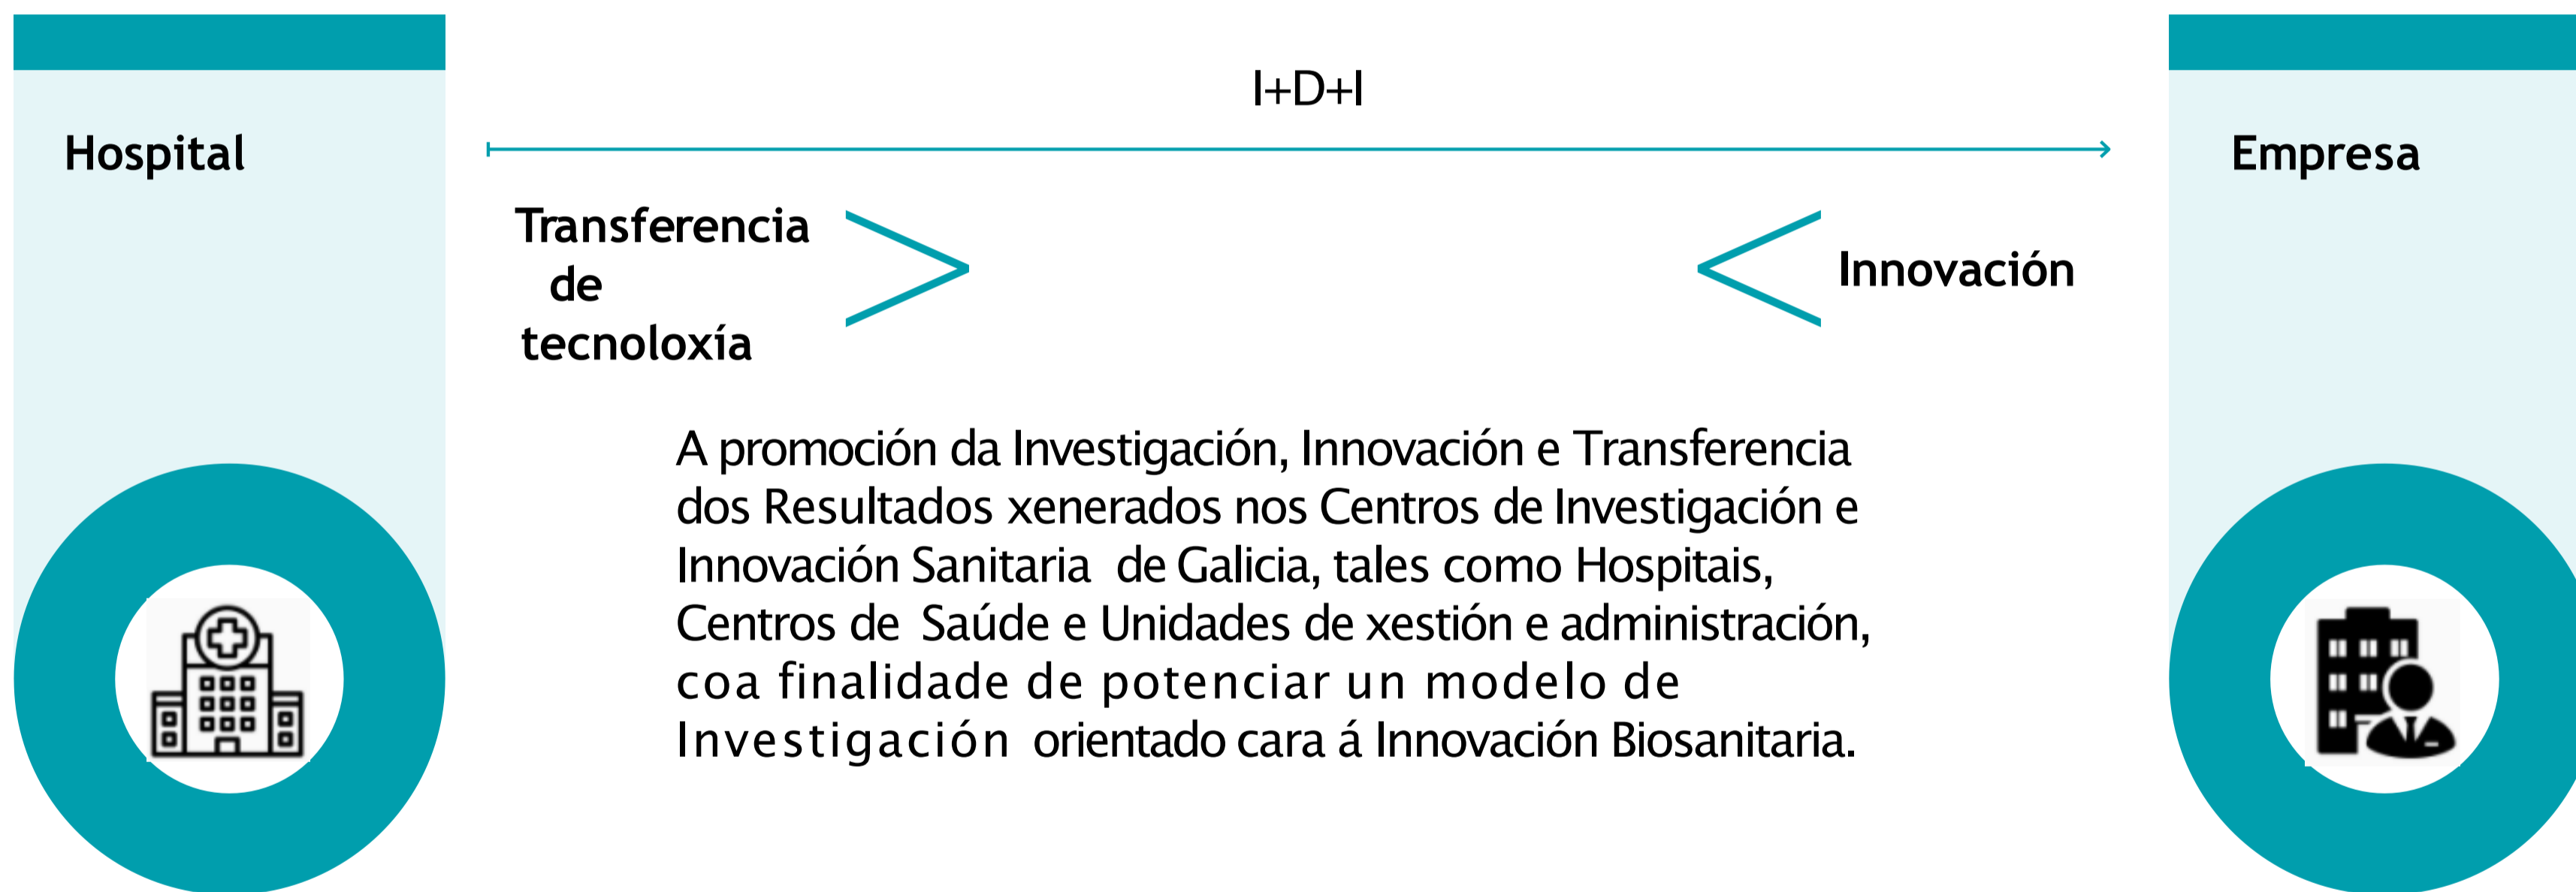 I+D+I
Hospital
Empresa
Transferencia
de
tecnoloxía
Innovación
A promoción da Investigación, Innovación e Transferencia
dos Resultados xenerados nos Centros de Investigación e
Innovación Sanitaria de Galicia, tales como Hospitais,
Centros de Saúde e Unidades de xestión e administración,
coa finalidade de potenciar un modelo de
Investigación orientado cara á Innovación Biosanitaria.